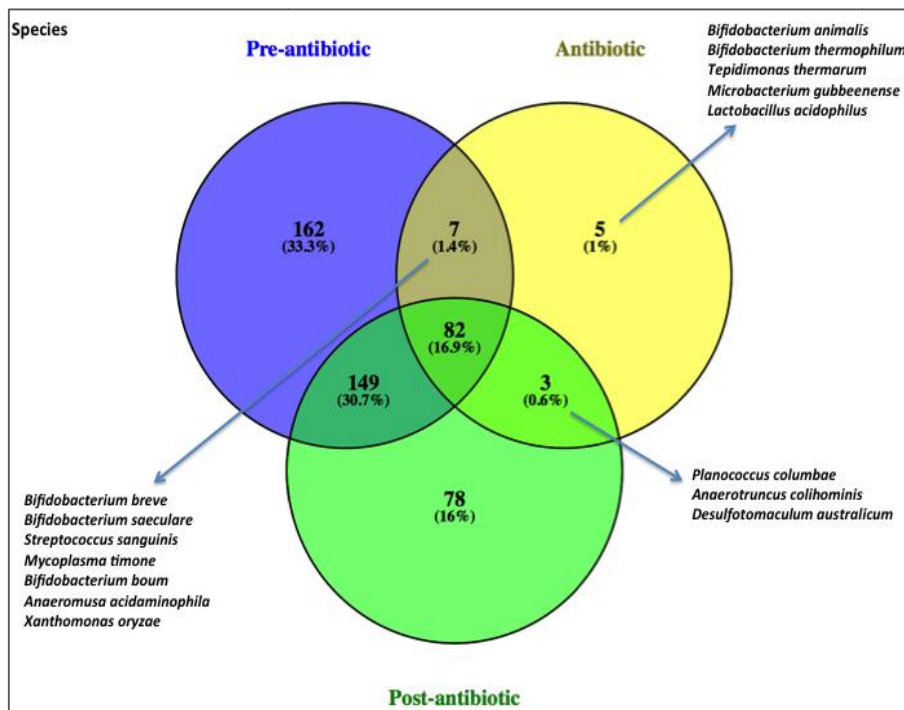 Species
Pre-antibiotic
Antibiotic
Bifidobacterium animalis
Bifidobacterium thermophilum
Tepidimonas thermarum
Microbacterium gubbeenense
Lactobacillus acidophilus
162
(33.3%)
7
(1.4%)
5
(1%)
82
(16.9%)
149
(30.7%)
3
(0.6%)
78
(16%)
Bifidobacterium breve
Bifidobacterium saeculare
Streptococcus sanguinis
Mycoplasma timone
Bifidobacterium boum
Anaeromusa acidaminophila
Xanthomonas oryzae
Planococcus columbae
Anaerotruncus colihominis
Desulfotomaculum australicum
Post-antibiotic